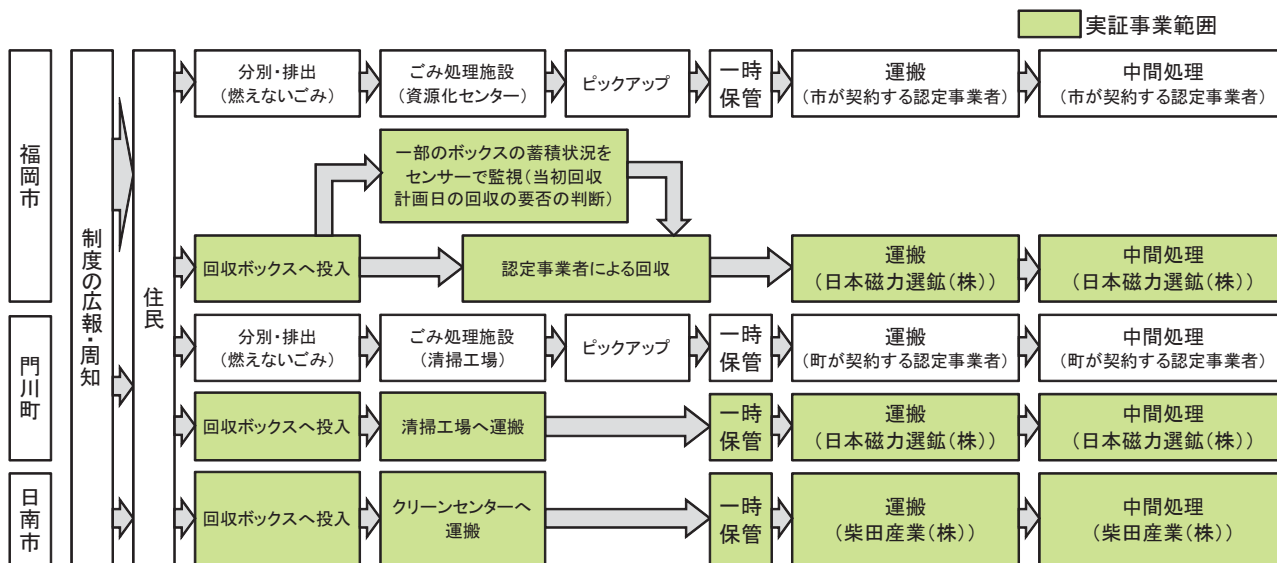 実証事業範囲
福岡市
制度の広報・周知
住民
分別・排出
(燃えないごみ)
ごみ処理施設
(資源化センター)
ピックアップ
一時
保管
運搬
(市が契約する認定事業者)
中間処理
(市が契約する認定事業者)
一部のボックスの蓄積状況を
センサーで監視(当初回収
計画日の回収の要否の判断)
回収ボックスへ投入
認定事業者による回収
運搬
(日本磁力選鉱(株))
中間処理
(日本磁力選鉱(株))
門川町
分別・排出
(燃えないごみ)
ごみ処理施設
(清掃工場)
ピックアップ
一時
保管
運搬
(町が契約する認定事業者)
中間処理
(町が契約する認定事業者)
回収ボックスへ投入
清掃工場へ運搬
一時
保管
運搬
(日本磁力選鉱(株))
中間処理
(日本磁力選鉱(株))
日南市
回収ボックスへ投入
クリーンセンターへ
運搬
一時
保管
運搬
(柴田産業(株))
中間処理
(柴田産業(株))